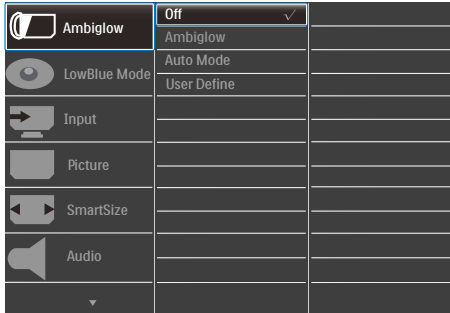 Ambiglow
Off
Ambiglow
Auto Mode
User Define
LowBlue Mode
Input
Picture
SmartSize
Audio